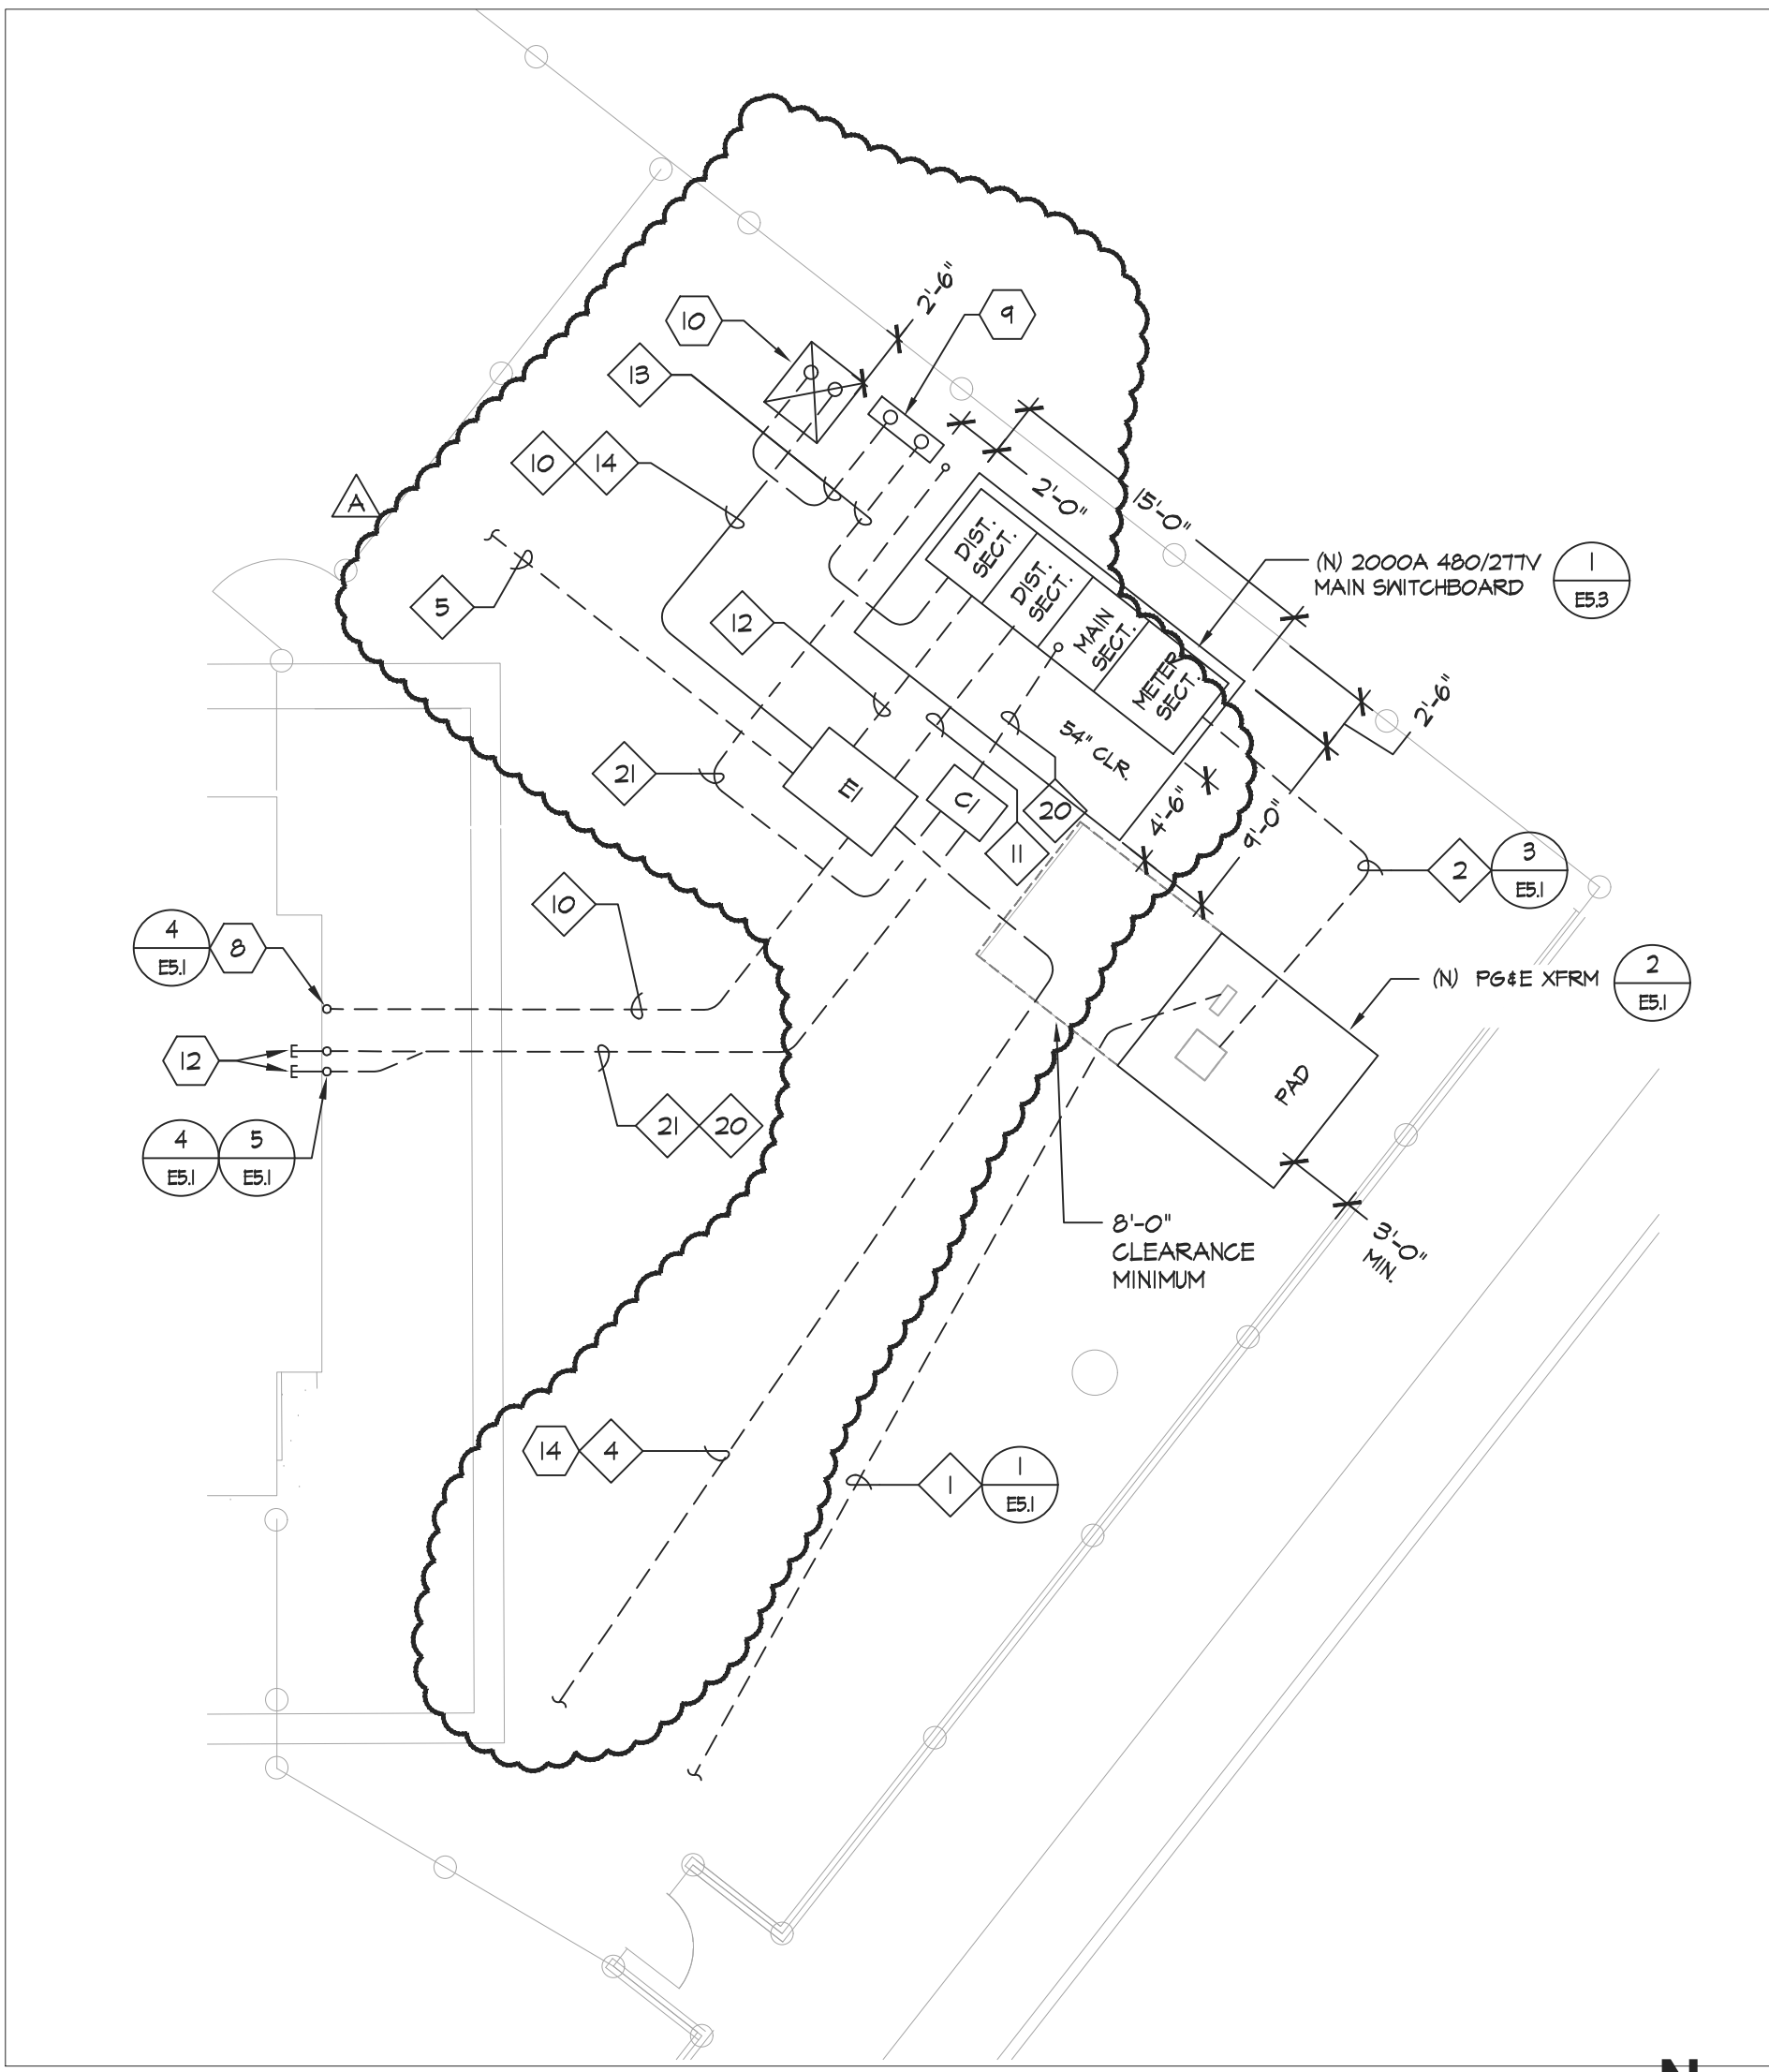 2'-6"
10
9
13
10
14
A
5
12
2'-0"
15'-0"
DIST.
SECT.
DIST.
SECT.
MAIN
SECT.
METER
SECT.
(N) 2000A 480/277V
MAIN SWITCHBOARD
1
E5.3
54" CLR.
2'-6"
21
E1
C1
20
11
4'-6"
9'-0"
2
3
E5.1
10
4
E5.1
8
(N) PG&E XFRM
2
E5.1
12
PAD
21
20
4
E5.1
5
E5.1
8'-0"
CLEARANCE
MINIMUM
3'-0"
MIN.
14
4
1
1
E5.1
N